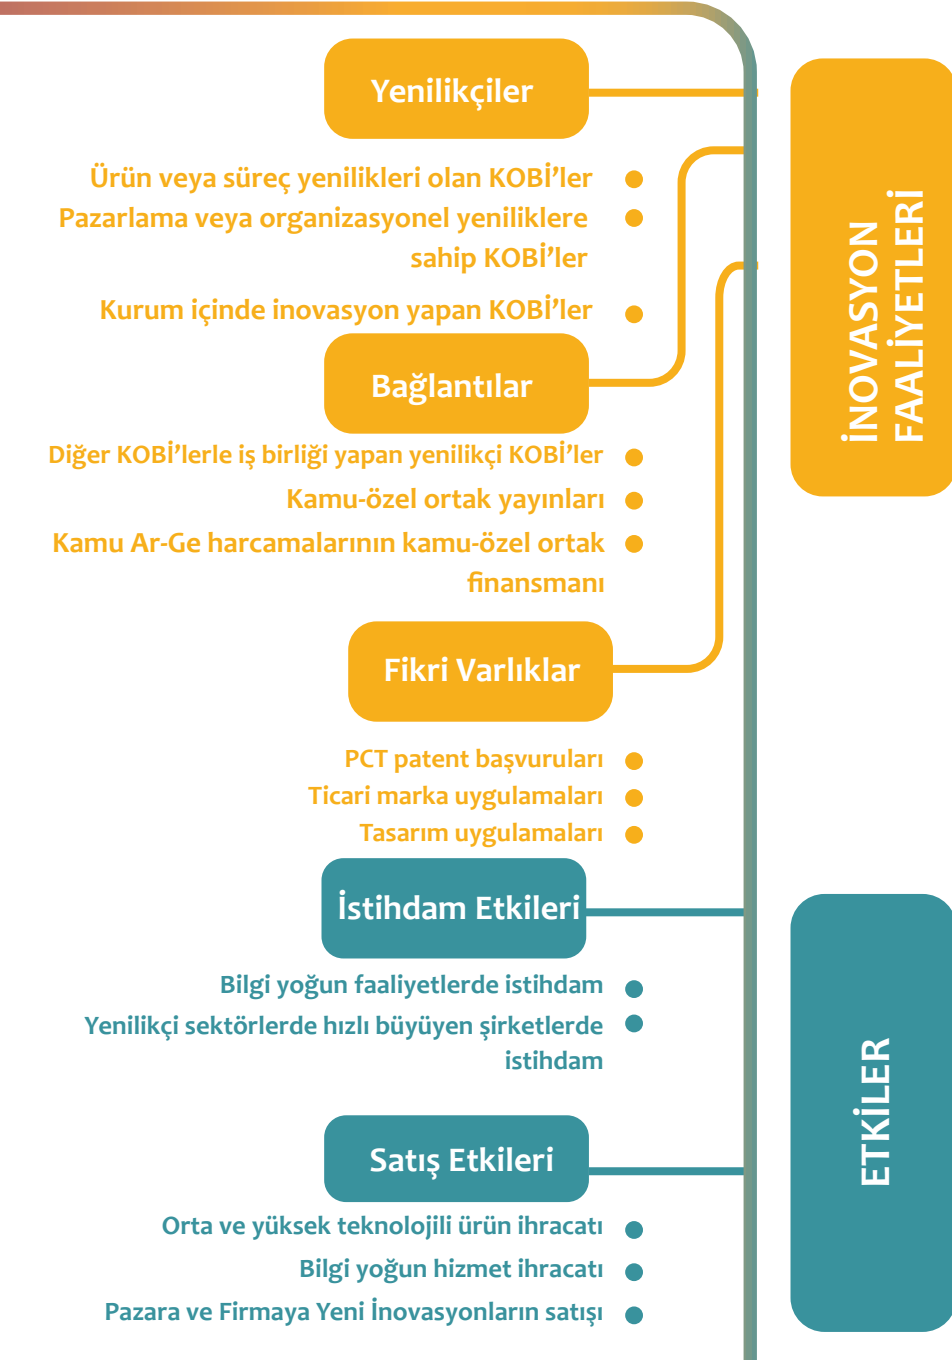 Yenilikçiler
Ürün veya süreç yenilikleri olan KOBİ’ler
Pazarlama veya organizasyonel yeniliklere
sahip KOBİ’ler
Kurum içinde inovasyon yapan KOBİ’ler
Bağlantılar
Diğer KOBİ’lerle iş birliği yapan yenilikçi KOBİ’ler
Kamu-özel ortak yayınları
Kamu Ar-Ge harcamalarının kamu-özel ortak
finansmanı
Fikri Varlıklar
PCT patent başvuruları
Ticari marka uygulamaları
Tasarım uygulamaları
İNOVASYON
FAALİYETLERİ
İstihdam Etkileri
Bilgi yoğun faaliyetlerde istihdam
Yenilikçi sektörlerde hızlı büyüyen şirketlerde
istihdam
Satış Etkileri
Orta ve yüksek teknolojili ürün ihracatı
Bilgi yoğun hizmet ihracatı
Pazara ve Firmaya Yeni İnovasyonların satışı
ETKİLER